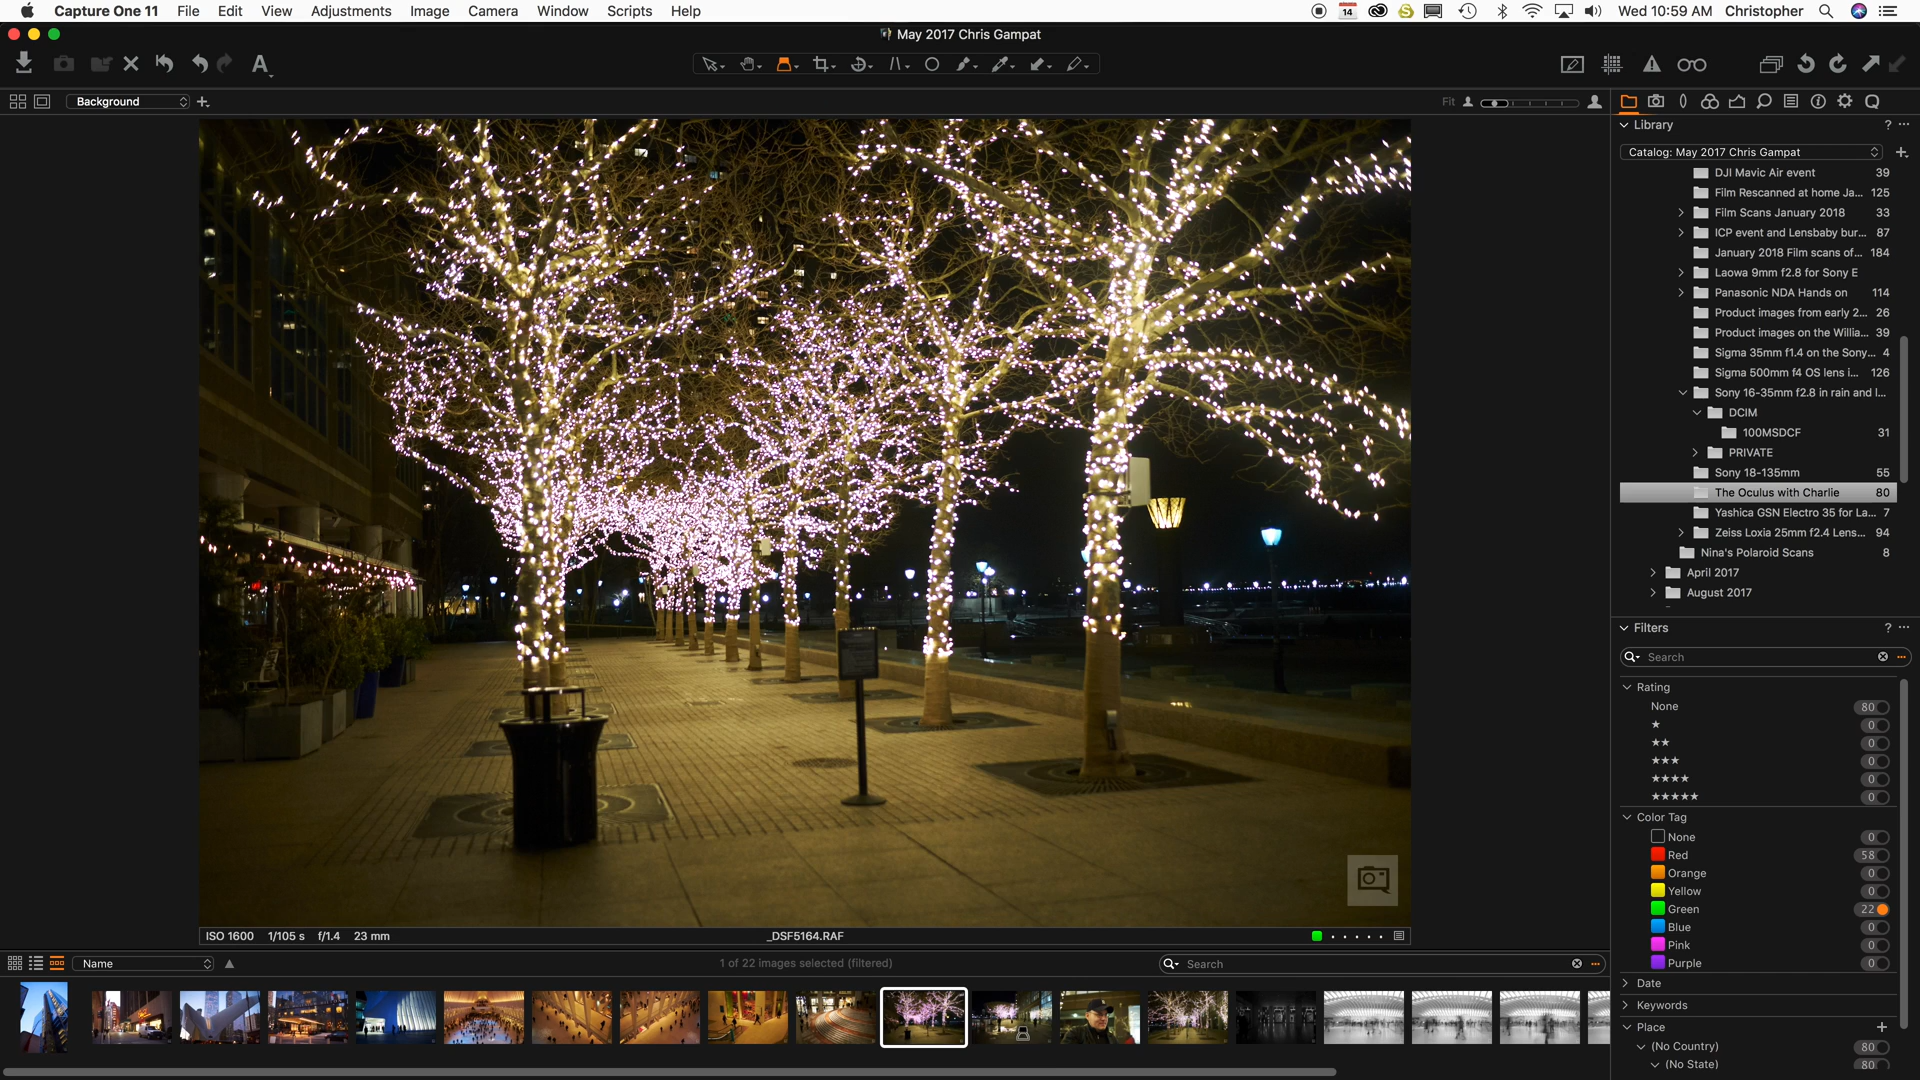 Capture One 11 File Edit View Adjustments Image Camera Window Scripts Help 14 Wed 10:59 AM Christopher
May 2017 Chris Gampat
A
Background Fit
Library ?
Catalog: May 2017 Chris Gampat
DJI Mavic Air event 39
Film Rescanned at home Ja... 125
Film Scans January 2018 33
ICP event and Lensbaby bur... 87
January 2018 Film scans of... 184
Laowa 9mm f2.8 for Sony E
Panasonic NDA Hands on 114
Product images from early 2... 26
Product images on the Willia... 39
Sigma 35mm f1.4 on the Sony... 4
Sigma 500mm f4 OS lens i... 126
Sony 16-35mm f2.8 in rain and l...
DCIM
100MSDCF 31
PRIVATE
Sony 18-135mm 55
The Oculus with Charlie 80
Yashica GSN Electro 35 for La... 7
Zeiss Loxia 25mm f2.4 Lens... 94
Nina's Polaroid Scans 8
April 2017
August 2017
Filters ?
Search
Rating
None 80
★ 0
★★ 0
★★★ 0
★★★★ 0
★★★★★ 0
Color Tag
None 0
Red 58
Orange 0
Yellow 0
Green 22
Blue 0
Pink 0
Purple 0
Date
Keywords
Place
(No Country) 80
(No State) 80
ISO 1600 1/105 s f/1.4 23 mm _DSF5164.RAF
Name 1 of 22 images selected (filtered) Search